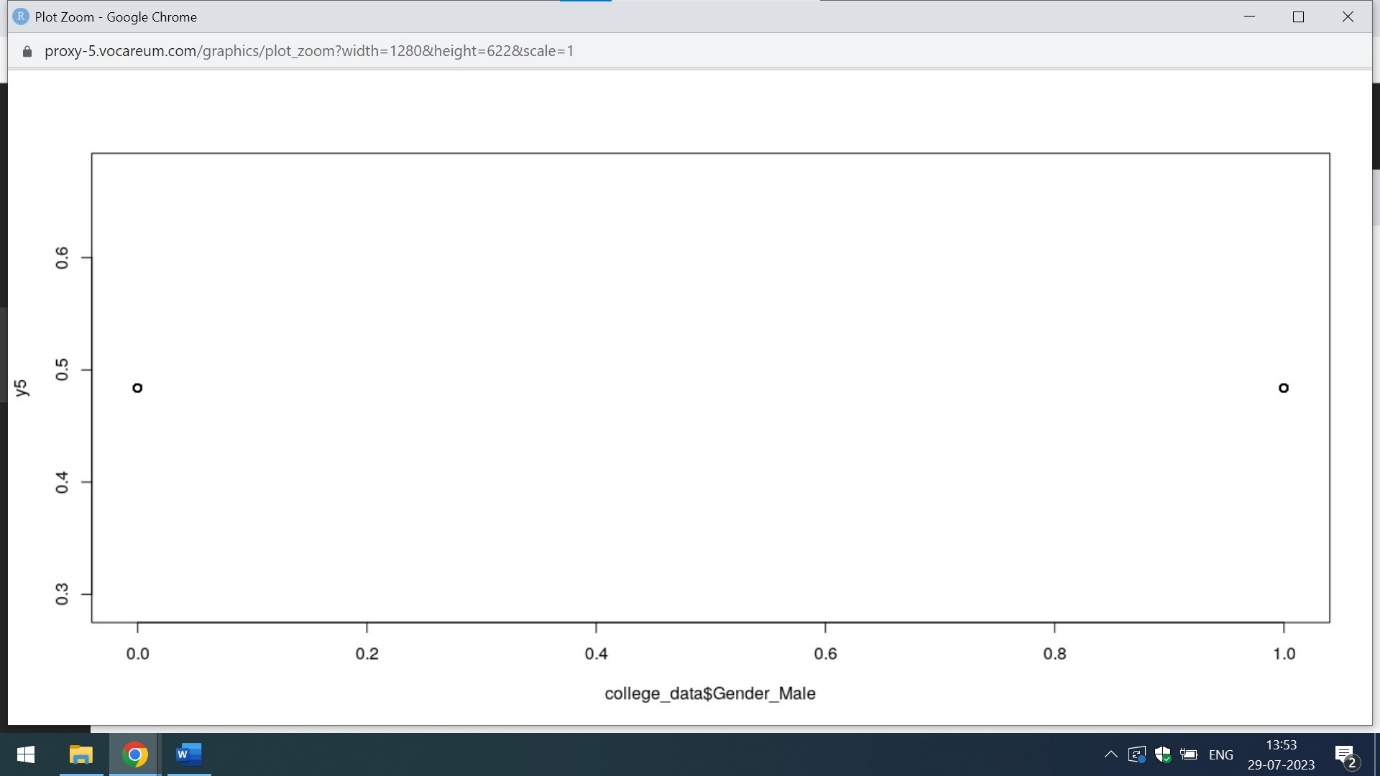 R Plot Zoom - Google Chrome
proxy-5.vocareum.com/graphics/plot_zoom?width=1280&height=622&scale=1
0.6
0.5
y5
0.4
0.3
0.0 0.2 0.4 0.6 0.8 1.0
college_data$Gender_Male
W
ENG
13:53
29-07-2023
2